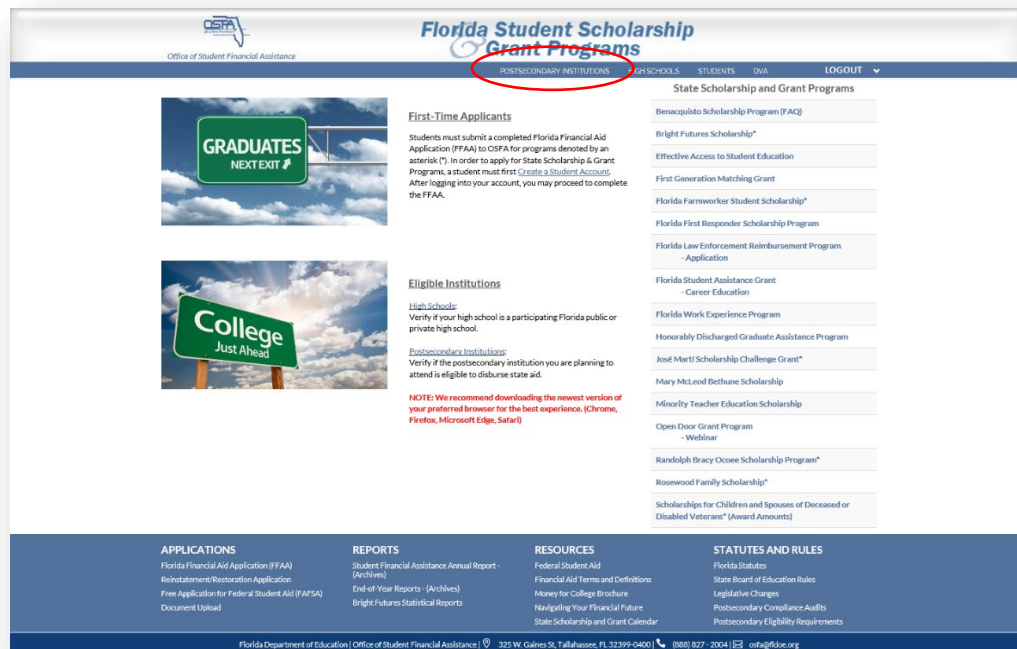 OSFA
Office of Student Financial Assistance
Florida Student Scholarship
& Grant Programs
POSTSECONDARY INSTITUTIONS HIGH SCHOOLS STUDENTS DVA LOGOUT
GRADUATES
NEXT EXIT
First-Time Applicants
Students must submit a completed Florida Financial Aid
Application (FFAA) to OSFA for programs denoted by an
asterisk (*). In order to apply for State Scholarship & Grant
Programs, a student must first Create a Student Account.
After logging into your account, you may proceed to complete
the FFAA.
College
Just Ahead
Eligible Institutions
High Schools:
Verify if your high school is a participating Florida public or
private high school.
Postsecondary Institutions:
Verify if the postsecondary institution you are planning to
attend is eligible to disburse state aid.
NOTE: We recommend downloading the newest version of
your preferred browser for the best experience. (Chrome,
Firefox, Microsoft Edge, Safari)
State Scholarship and Grant Programs
Benacquisto Scholarship Program (FAQ)
Bright Futures Scholarship*
Effective Access to Student Education
First Generation Matching Grant
Florida Farmworker Student Scholarship*
Florida First Responder Scholarship Program
Florida Law Enforcement Reimbursement Program
- Application
Florida Student Assistance Grant
- Career Education
Florida Work Experience Program
Honorably Discharged Graduate Assistance Program
José Martí Scholarship Challenge Grant*
Mary McLeod Bethune Scholarship
Minority Teacher Education Scholarship
Open Door Grant Program
- Webinar
Randolph Bracy Ocoee Scholarship Program*
Rosewood Family Scholarship*
Scholarships for Children and Spouses of Deceased or
Disabled Veterans* (Award Amounts)
APPLICATIONS
Florida Financial Aid Application (FFAA)
Reinstatement/Restoration Application
Free Application for Federal Student Aid (FAFSA)
Document Upload
REPORTS
Student Financial Assistance Annual Report -
(Archives)
End-of-Year Reports - (Archives)
Bright Futures Statistical Reports
RESOURCES
Federal Student Aid
Financial Aid Terms and Definitions
Money for College Brochure
Navigating Your Financial Future
State Scholarship and Grant Calendar
STATUTES AND RULES
Florida Statutes
State Board of Education Rules
Legislative Changes
Postsecondary Compliance Audits
Postsecondary Eligibility Requirements
Florida Department of Education | Office of Student Financial Assistance | 325 W. Gaines St, Tallahassee, FL 32399-0400 | (888) 827 - 2004 | osfa@fldoe.org